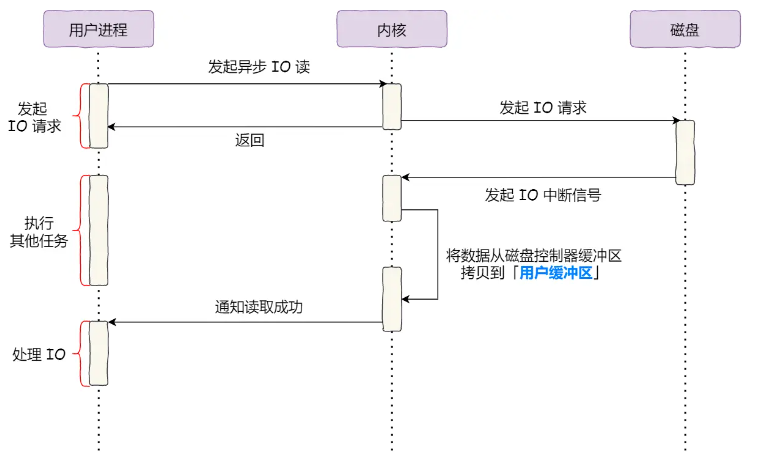 用户进程
内核
磁盘
发起异步 IO 读
发起
IO 请求
发起 IO 请求
返回
发起 IO 中断信号
执行
其他任务
将数据从磁盘控制器缓冲区
拷贝到「用户缓冲区」
通知读取成功
处理 IO